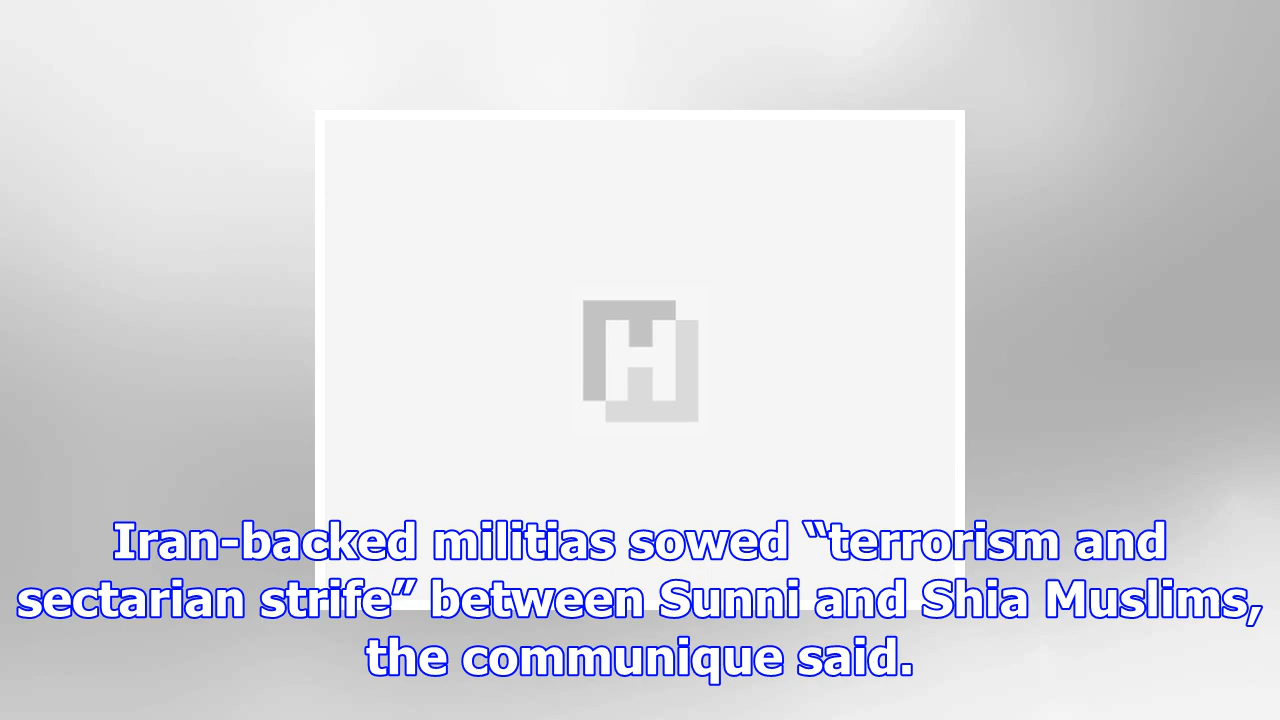 H
Iran-backed militias sowed “terrorism and
sectarian strife” between Sunni and Shia Muslims,
the communique said.